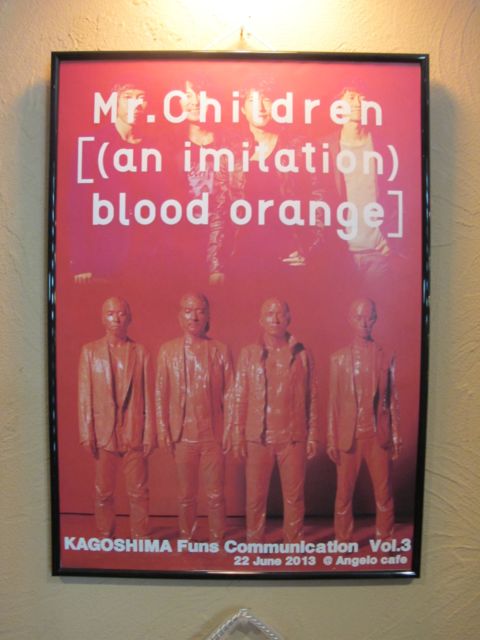 Mr.Children
[(an imitation)
blood orange]
KAGOSHIMA Funs Communication Vol.3
22 June 2013 @ Angelo cafe